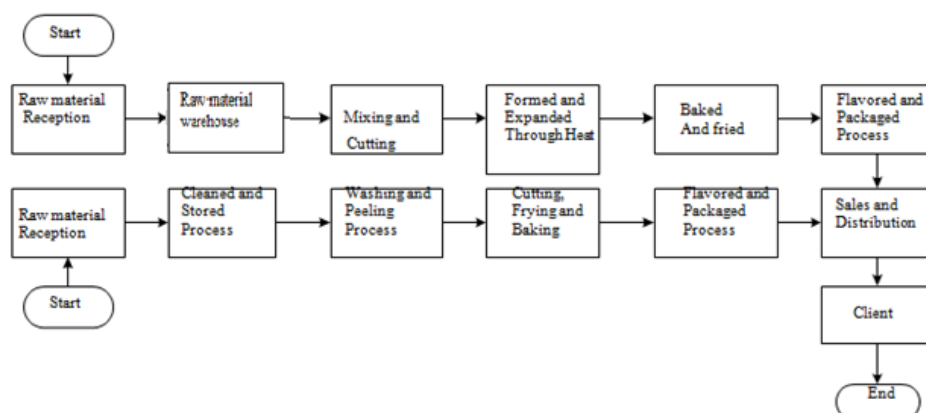 Start
Raw material
Reception
Raw-material
warehouse
Mixing and
Cutting
Formed and
Expanded
Through Heat
Baked
And fried
Flavored and
Packaged
Process
Raw material
Reception
Cleaned and
Stored
Process
Washing and
Peeling
Process
Cutting,
Frying and
Baking
Flavored and
Packaged
Process
Sales and
Distribution
Start
Client
End